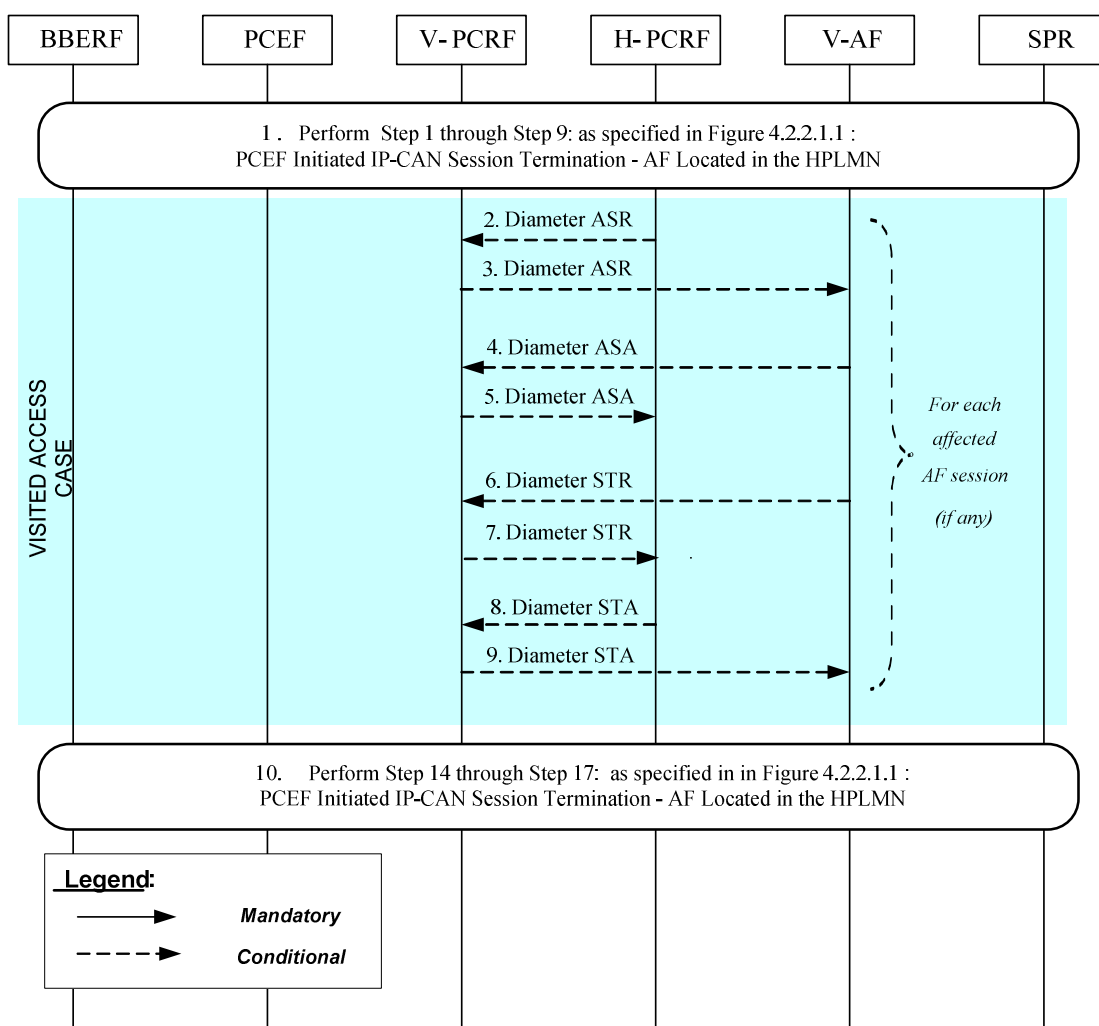 BBERF
PCEF
V- PCRF
H- PCRF
V-AF
SPR
1 . Perform Step 1 through Step 9: as specified in Figure 4.2.2.1.1 :
PCEF Initiated IP-CAN Session Termination - AF Located in the HPLMN
2. Diameter ASR
3. Diameter ASR
4. Diameter ASA
5. Diameter ASA
6. Diameter STR
7. Diameter STR
8. Diameter STA
9. Diameter STA
VISITED ACCESS
CASE
For each
affected
AF session
(if any)
10. Perform Step 14 through Step 17: as specified in in Figure 4.2.2.1.1 :
PCEF Initiated IP-CAN Session Termination - AF Located in the HPLMN
Legend:
Mandatory
Conditional